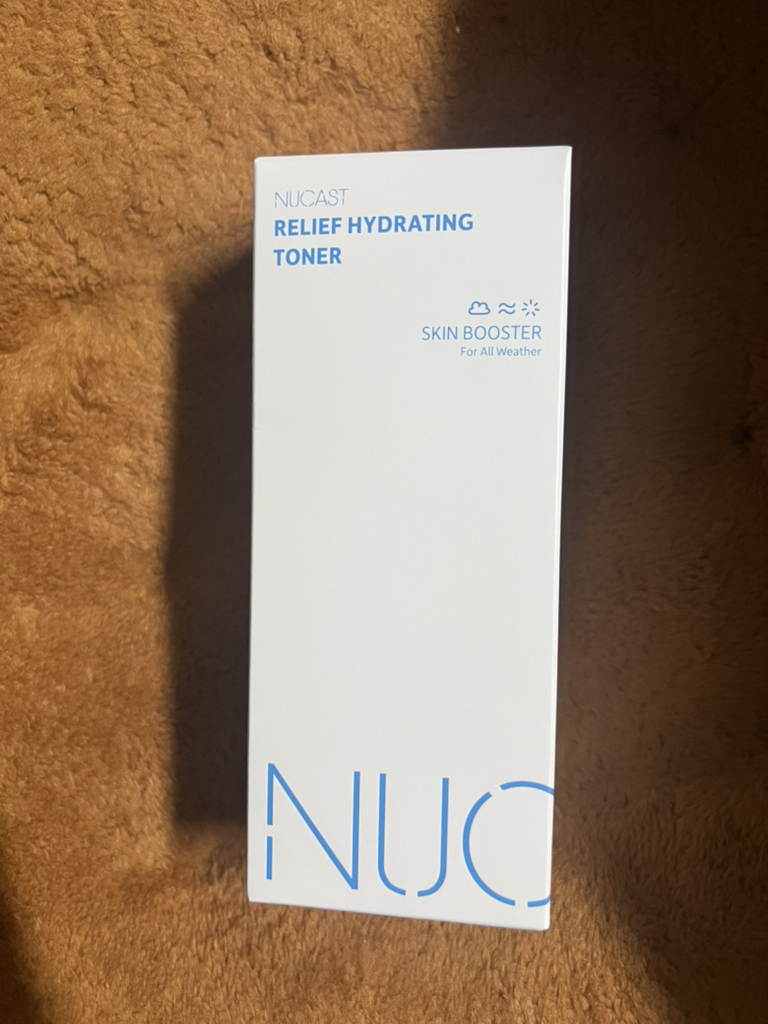 NUCAST
RELIEF HYDRATING
TONER
SKIN BOOSTER
For All Weather
NUC